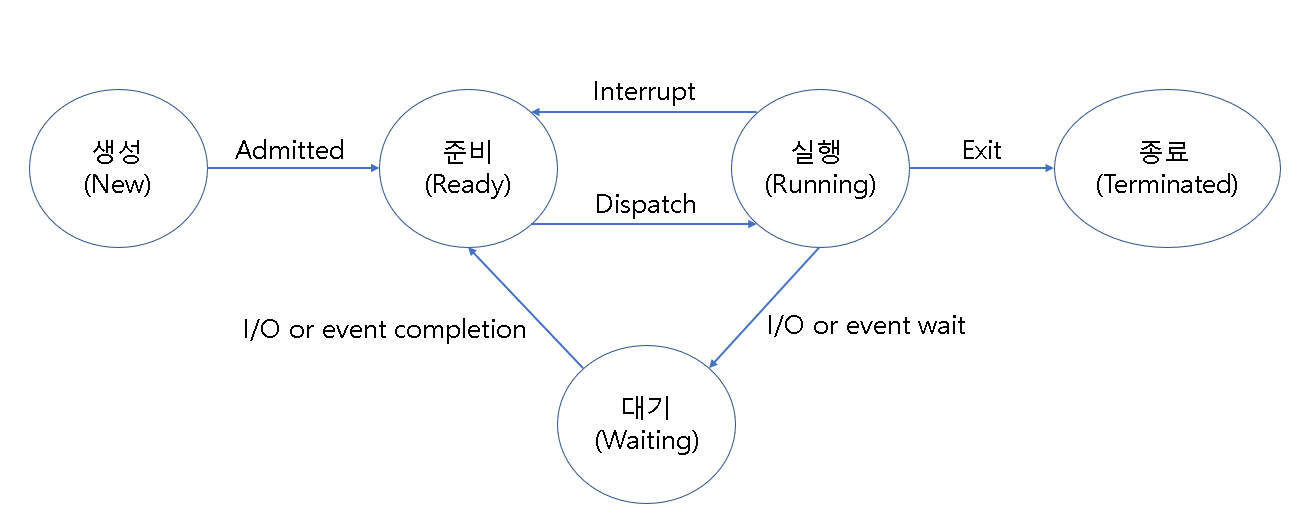 Interrupt
생성
(New)
Admitted
준비
(Ready)
실행
(Running)
Exit
종료
(Terminated)
Dispatch
I/O or event completion
I/O or event wait
대기
(Waiting)